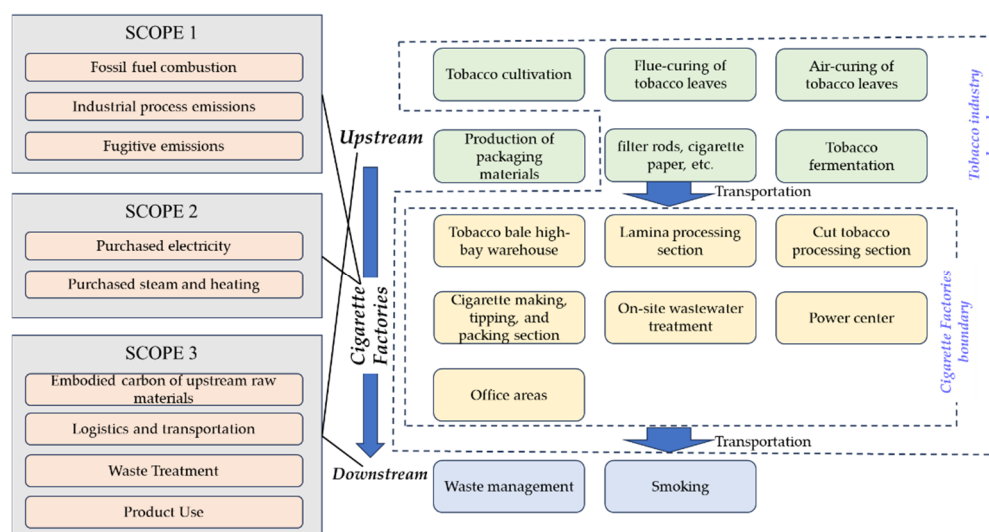 SCOPE 1
Fossil fuel combustion
Industrial process emissions
Fugitive emissions
SCOPE 2
Purchased electricity
Purchased steam and heating
SCOPE 3
Embodied carbon of upstream raw
materials
Logistics and transportation
Waste Treatment
Product Use
Upstream
Cigarette
Factories
Downstream
Tobacco cultivation
Flue-curing of
tobacco leaves
Air-curing of
tobacco leaves
Production of
packaging
materials
filter rods, cigarette
paper, etc.
Tobacco
fermentation
Transportation
Tobacco industry
Tobacco bale high-
bay warehouse
Lamina processing
section
Cut tobacco
processing section
Cigarette making,
tipping, and
packing section
On-site wastewater
treatment
Power center
Office areas
Cigarette Factories
boundary
Transportation
Waste management
Smoking